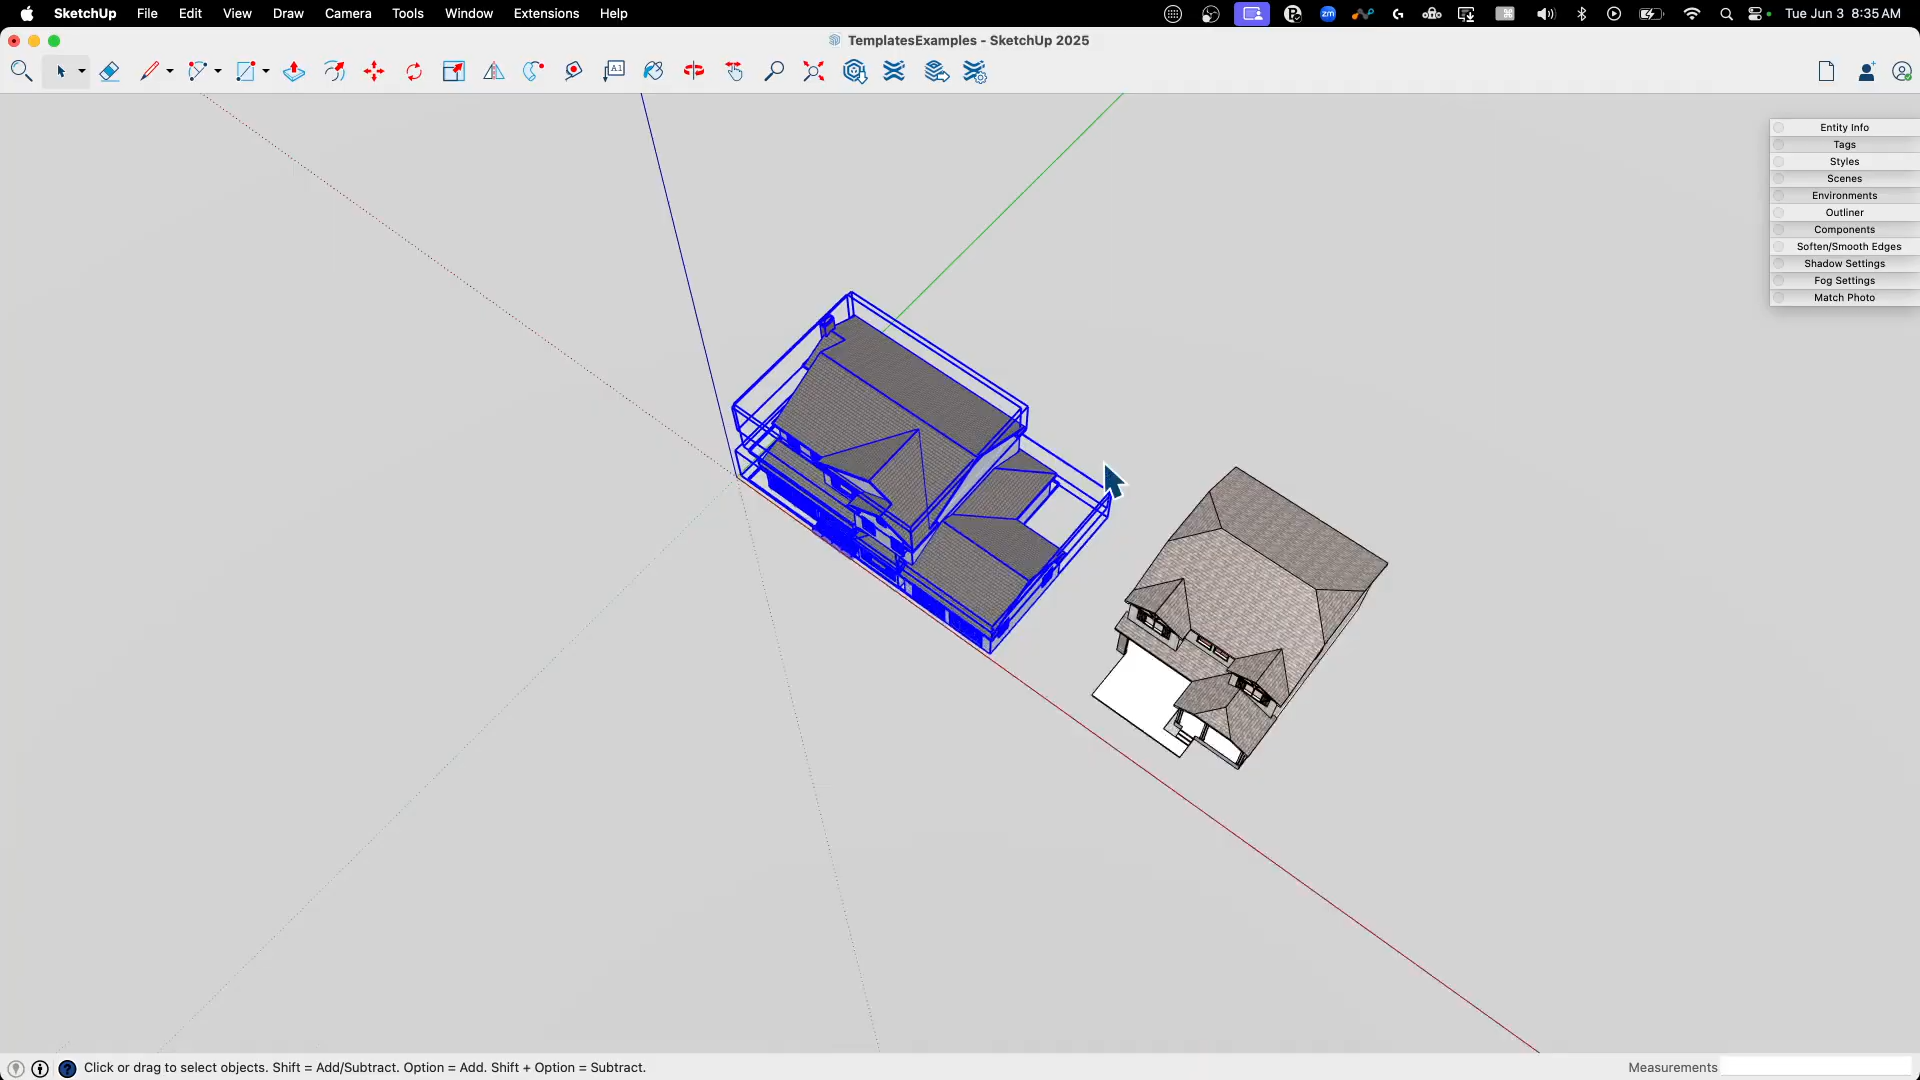 SketchUp File Edit View Draw Camera Tools Window Extensions Help
zm
Tue Jun 3 8:35 AM
TemplatesExamples - SketchUp 2025
A1
Entity Info
Tags
Styles
Scenes
Environments
Outliner
Components
Soften/Smooth Edges
Shadow Settings
Fog Settings
Match Photo
Click or drag to select objects. Shift = Add/Subtract. Option = Add. Shift + Option = Subtract.
Measurements